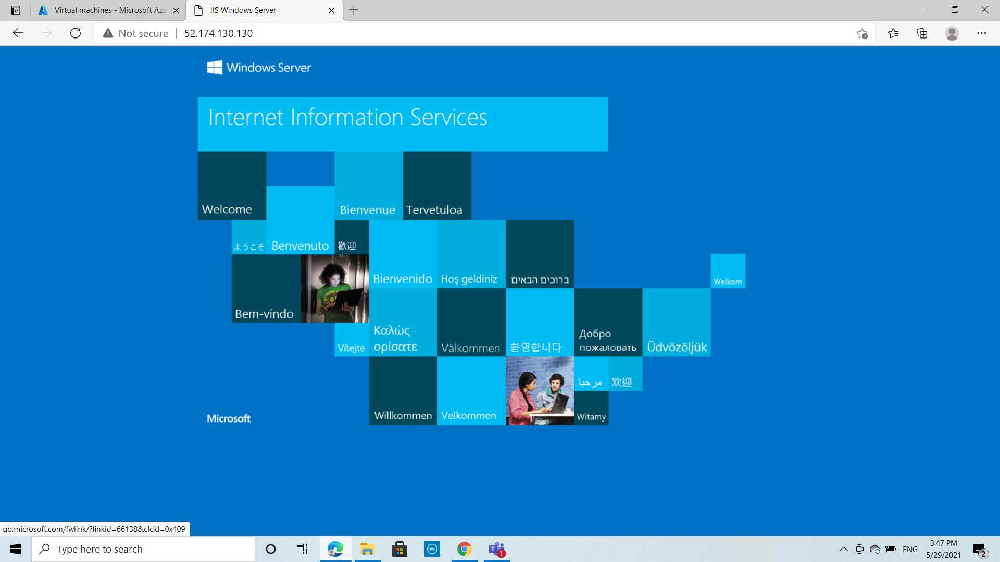 Virtual machines - Microsoft Azu
IIS Windows Server
Not secure
52.174.130.130
Windows Server
Internet Information Services
Welcome
Bienvenue
Tervetuloa
ようこそ
Benvenuto
歡迎
Bienvenido
Hoş geldiniz
ברוכים הבאים
Welkom
Bem-vindo
Vítejte
Καλώς
ορίσατε
Välkommen
환영합니다
Добро
пожаловать
Üdvözöljük
Microsoft
Willkommen
Velkommen
مرحبا
欢迎
Witamy
go.microsoft.com/fwlink/?linkid=66138&clcid=0x409
Type here to search
DELL
T
1
ENG
3:47 PM
5/29/2021
2